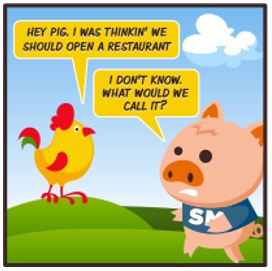 HEY PIG. I WAS THINKIN' WE
SHOULD OPEN A RESTAURANT
I DON'T KNOW.
WHAT WOULD WE
CALL IT?
SM